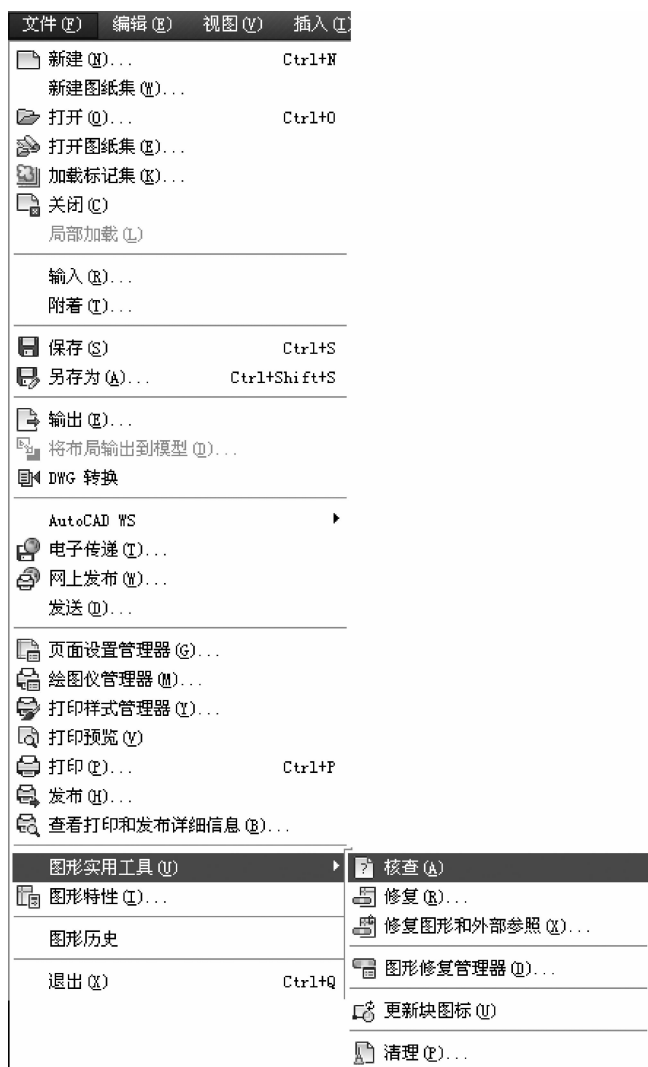 文件(F) 编辑(E) 视图(V) 插入(I)
新建(N)... Ctrl+N
新建图纸集(W)...
打开(O)... Ctrl+O
打开图纸集(E)...
加载标记集(K)...
关闭(C)
局部加载(L)
输入(R)...
附着(T)...
保存(S) Ctrl+S
另存为(A)... Ctrl+Shift+S
输出(E)...
将布局输出到模型(D)...
DWG 转换
AutoCAD WS
电子传递(T)...
网上发布(W)...
发送(D)...
页面设置管理器(G)...
绘图仪管理器(M)...
打印样式管理器(Y)...
打印预览(V)
打印(P)... Ctrl+P
发布(H)...
查看打印和发布详细信息(B)...
图形实用工具(U)
图形特性(I)...
图形历史
退出(X) Ctrl+Q
核查(A)
修复(R)...
修复图形和外部参照(X)...
图形修复管理器(D)...
更新块图标(U)
清理(P)...